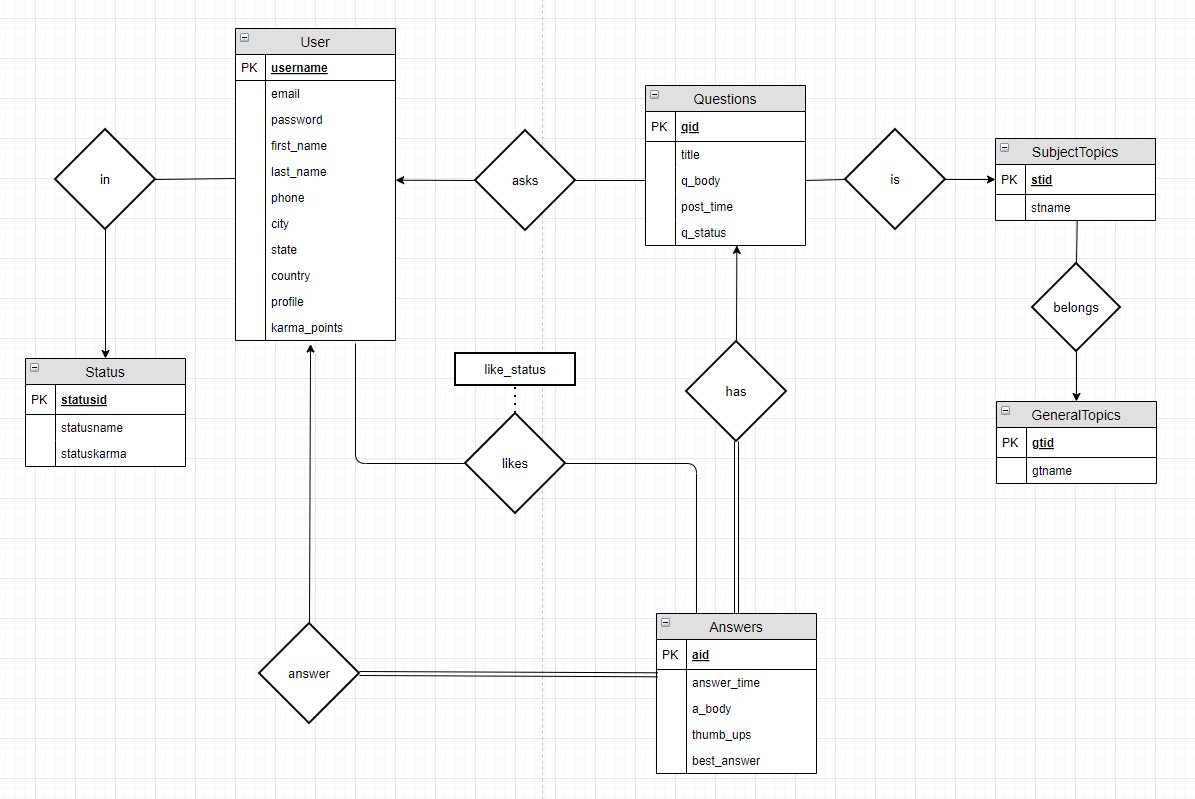 User
PK username
email
password
first_name
last_name
phone
city
state
country
profile
karma_points
in
Status
PK statusid
statusname
statuskarma
asks
Questions
PK qid
title
q_body
post_time
q_status
is
SubjectTopics
PK stid
stname
belongs
GeneralTopics
PK gtid
gtname
like_status
likes
has
answer
Answers
PK aid
answer_time
a_body
thumb_ups
best_answer